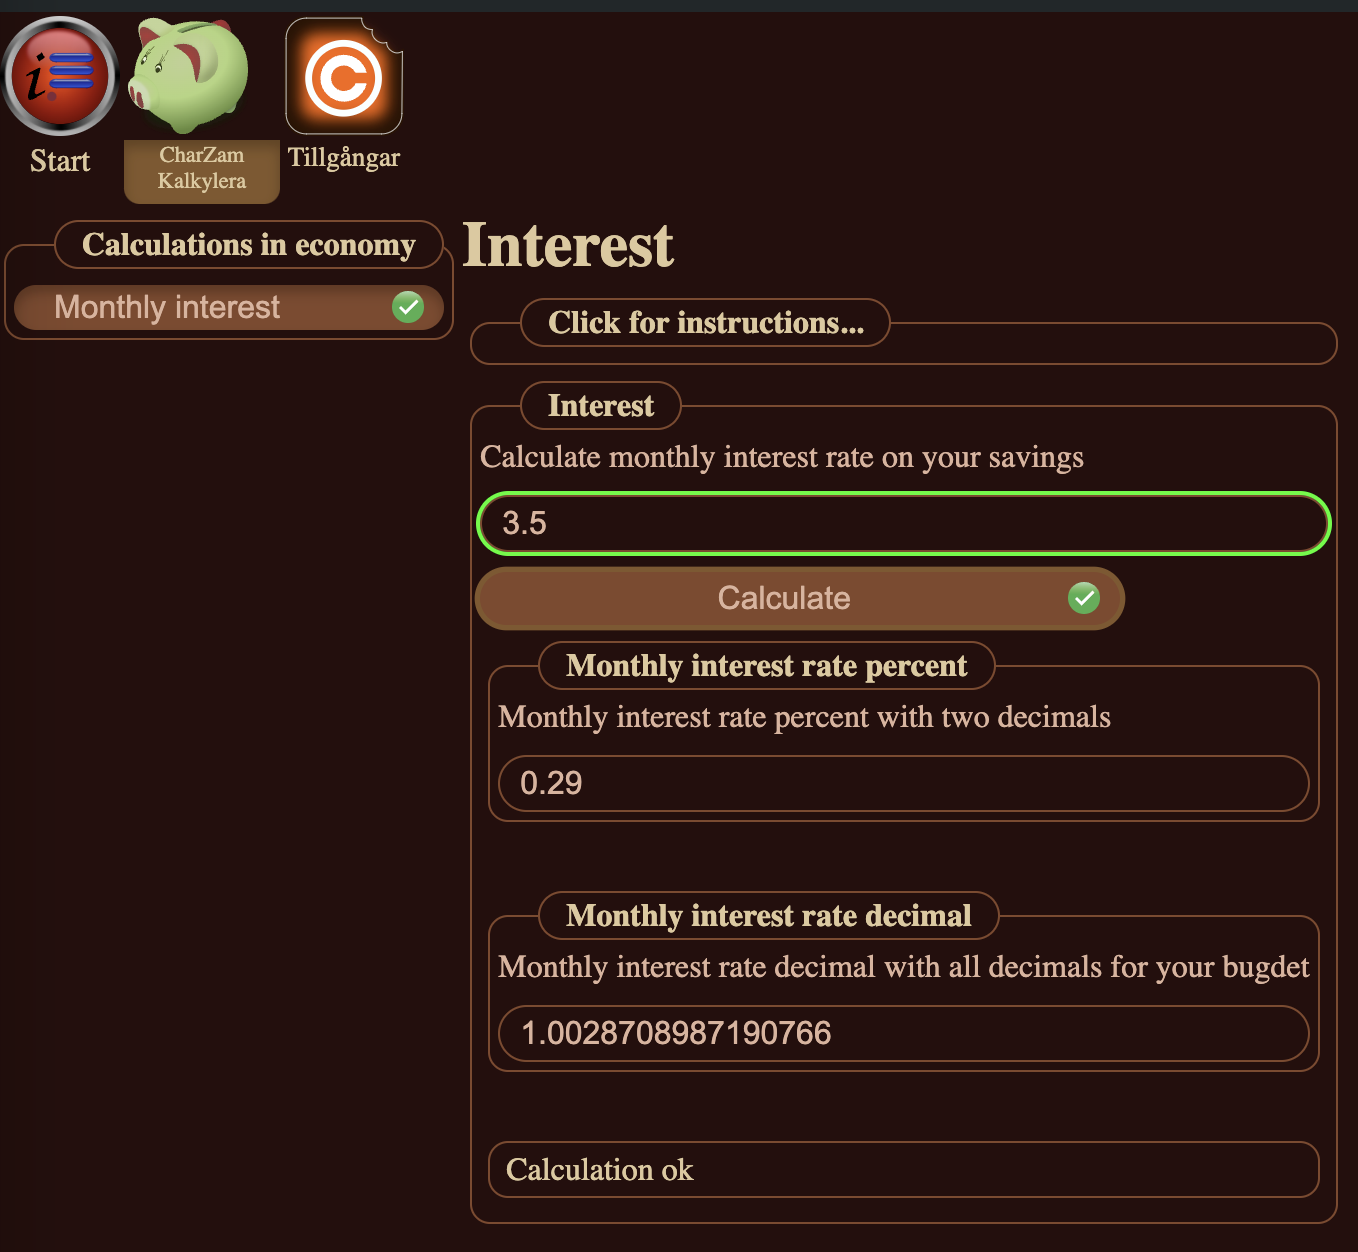 Start
CharZam
Kalkylera
Tillgångar
Calculations in economy
Monthly interest
Interest
Click for instructions...
Interest
Calculate monthly interest rate on your savings
3.5
Calculate
Monthly interest rate percent
Monthly interest rate percent with two decimals
0.29
Monthly interest rate decimal
Monthly interest rate decimal with all decimals for your bugdet
1.0028708987190766
Calculation ok